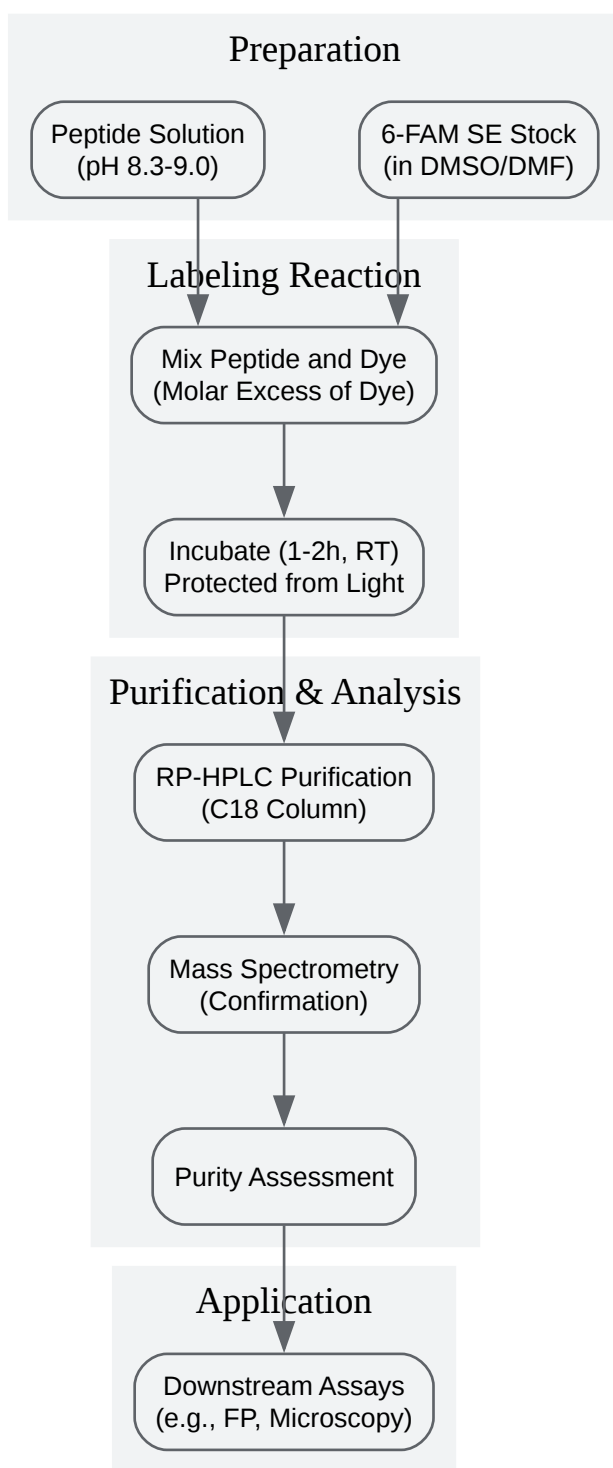 Preparation
Peptide Solution
(pH 8.3-9.0)
6-FAM SE Stock
(in DMSO/DMF)
Labeling Reaction
Mix Peptide and Dye
(Molar Excess of Dye)
Incubate (1-2h, RT)
Protected from Light
Purification & Analysis
RP-HPLC Purification
(C18 Column)
Mass Spectrometry
(Confirmation)
Purity Assessment
Application
Downstream Assays
(e.g., FP, Microscopy)